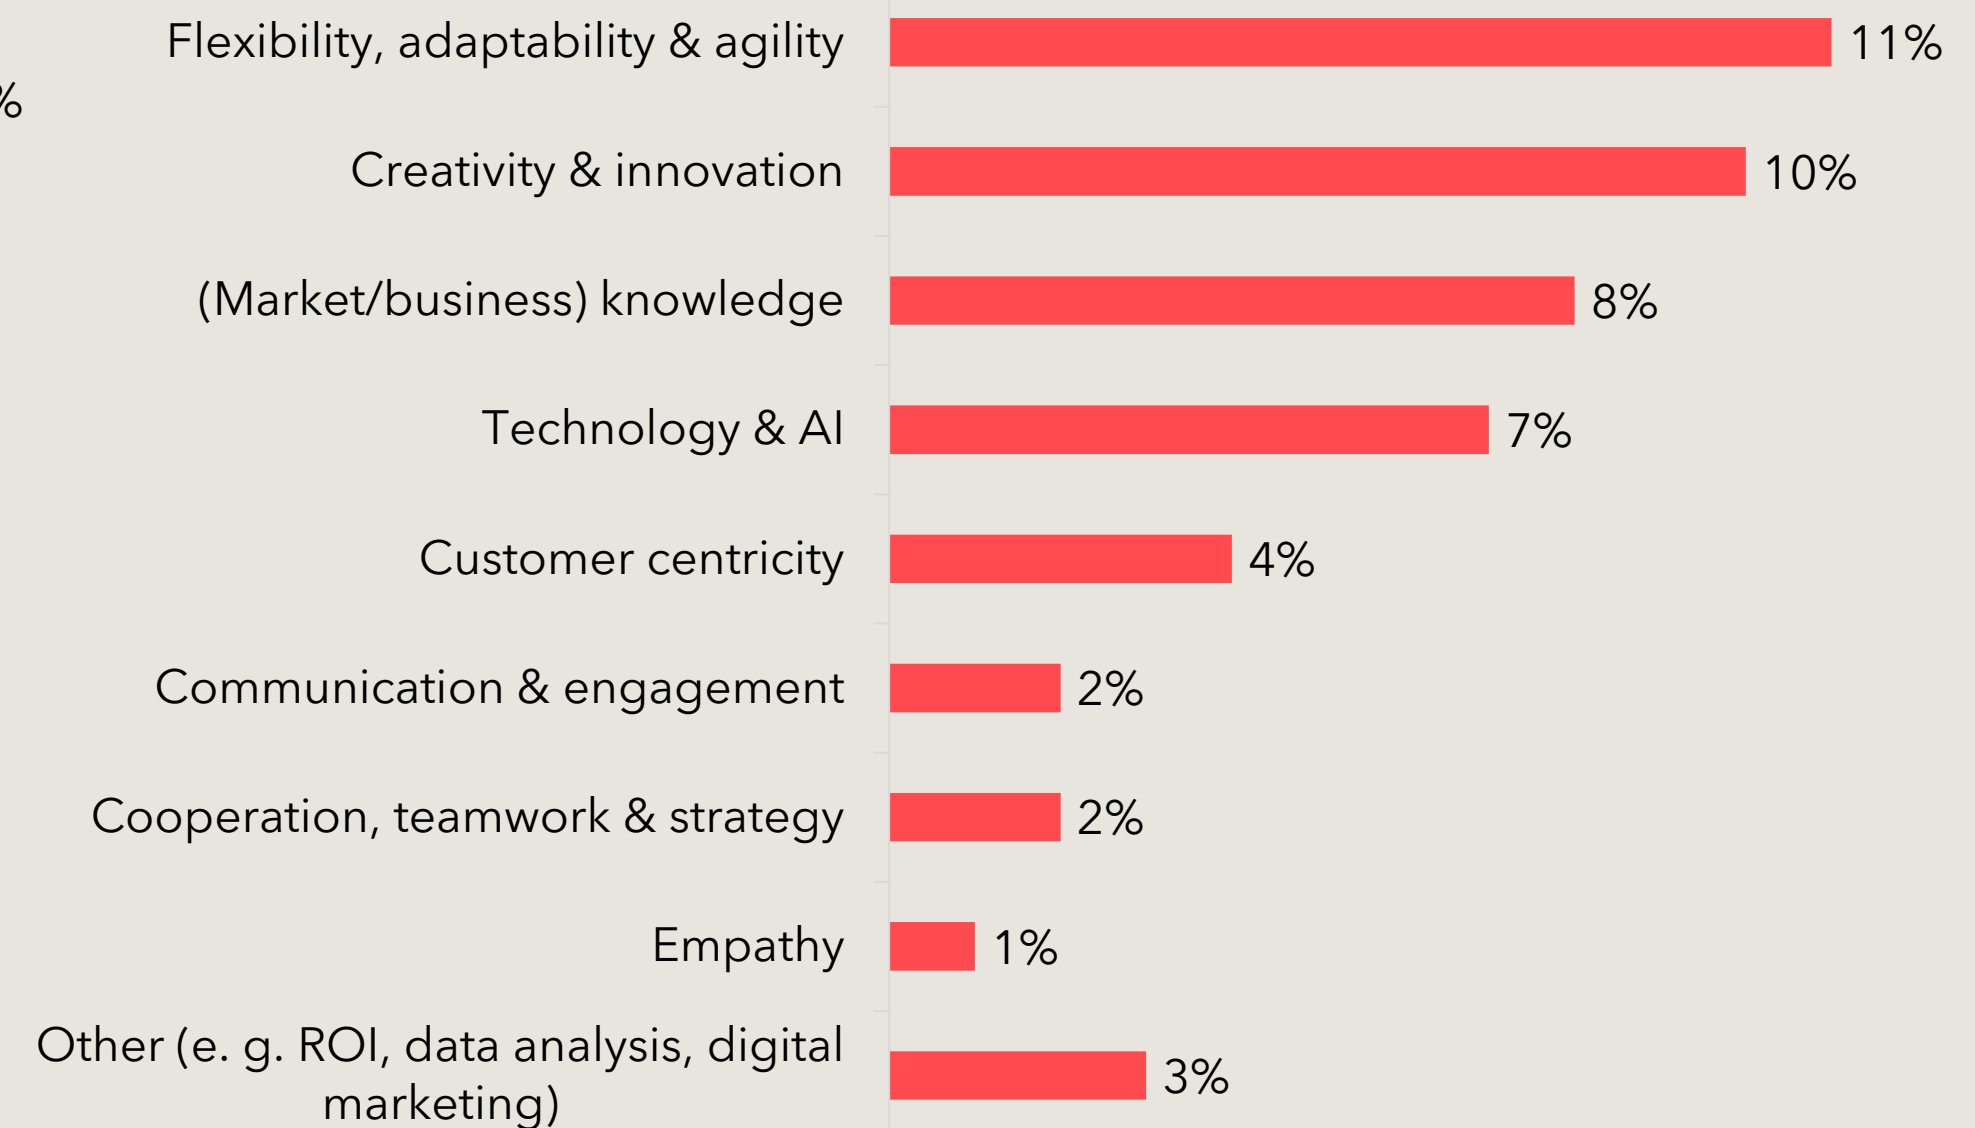 Flexibility, adaptability & agility 11%
%
Creativity & innovation 10%
(Market/business) knowledge 8%
Technology & AI 7%
Customer centricity 4%
Communication & engagement 2%
Cooperation, teamwork & strategy 2%
Empathy 1%
Other (e. g. ROI, data analysis, digital
marketing) 3%